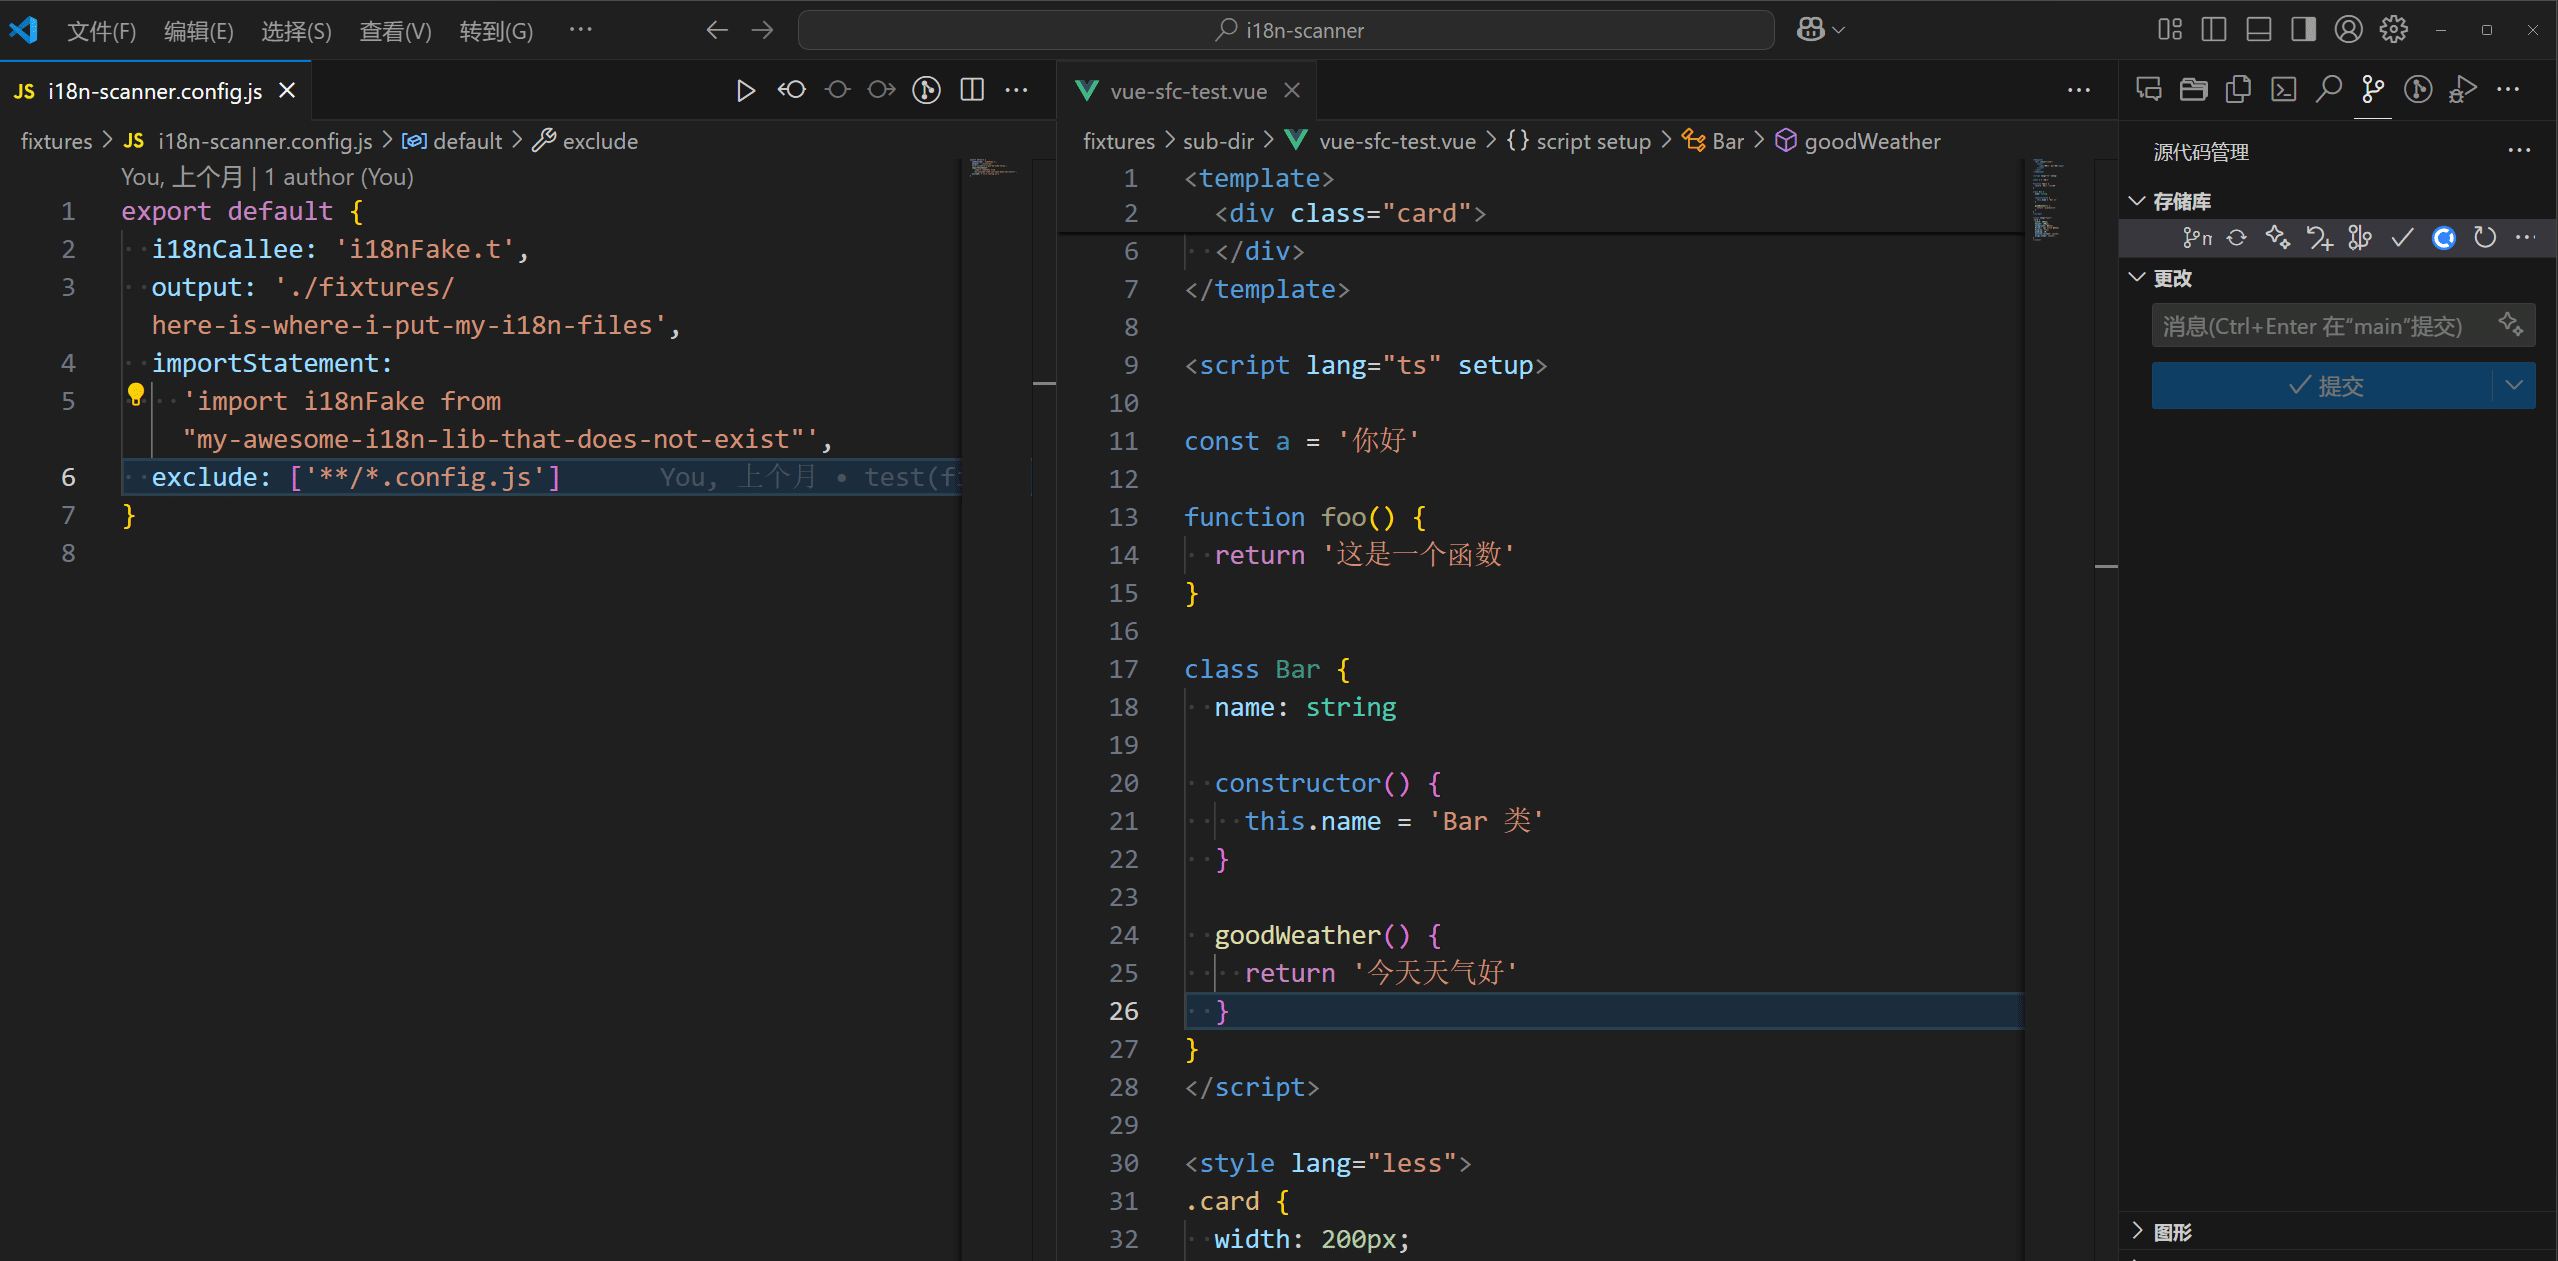 文件(F) 编辑(E) 选择(S) 查看(V) 转到(G) ··· i18n-scanner
JS i18n-scanner.config.js
fixtures > JS i18n-scanner.config.js > default > exclude
You, 上个月 | 1 author (You)
1 export default {
2 i18nCallee: 'i18nFake.t',
3 output: './fixtures/
here-is-where-i-put-my-i18n-files',
4 importStatement:
5 'import i18nFake from
"my-awesome-i18n-lib-that-does-not-exist"',
6 exclude: ['**/*.config.js'] You, 上个月 • test(fi
7 }
8
vue-sfc-test.vue
fixtures > sub-dir > vue-sfc-test.vue > {} script setup > Bar > goodWeather
1 <template>
2 <div class="card">
6 </div>
7 </template>
8
9 <script lang="ts" setup>
10
11 const a = '你好'
12
13 function foo() {
14 return '这是一个函数'
15 }
16
17 class Bar {
18 name: string
19
20 constructor() {
21 this.name = 'Bar 类'
22 }
23
24 goodWeather() {
25 return '今天天气好'
26 }
27 }
28 </script>
29
30 <style lang="less">
31 .card {
32 width: 200px;
源代码管理
存储库
更改
消息(Ctrl+Enter 在“main”提交)
提交
图形